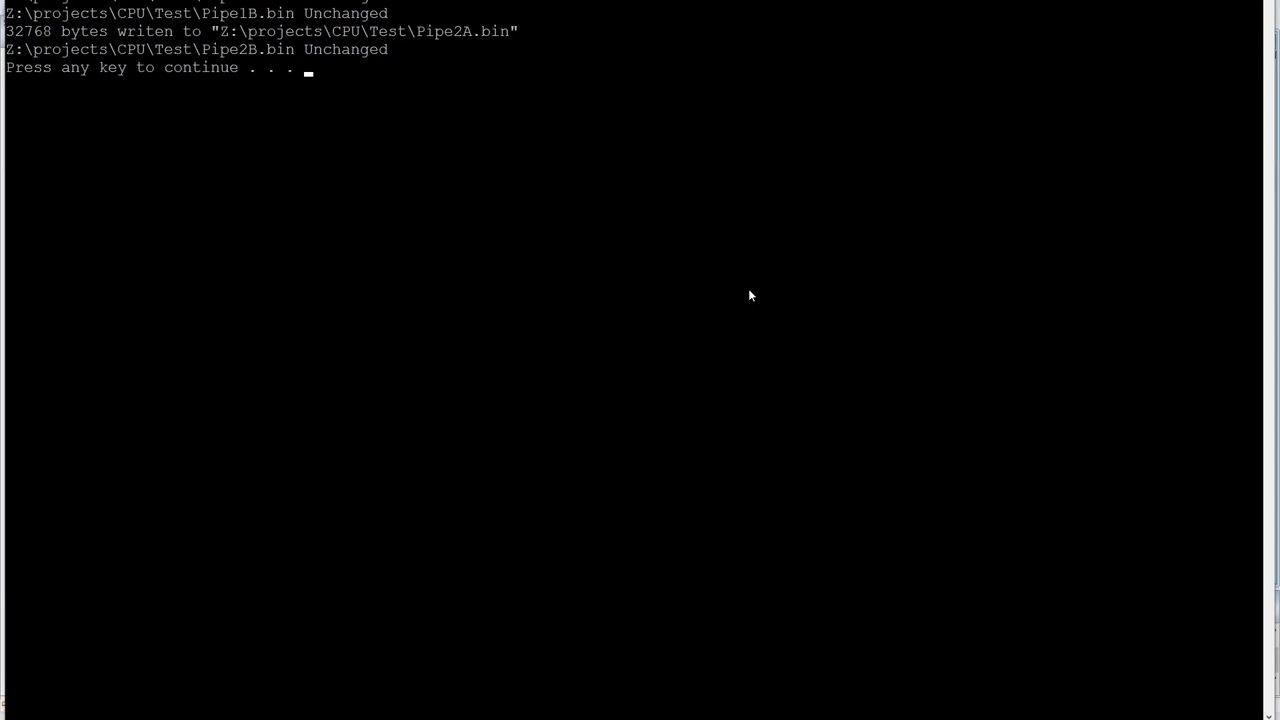 Z:\projects\CPU\Test\Pipe1B.bin Unchanged
32768 bytes writen to "Z:\projects\CPU\Test\Pipe2A.bin"
Z:\projects\CPU\Test\Pipe2B.bin Unchanged
Press any key to continue . . .